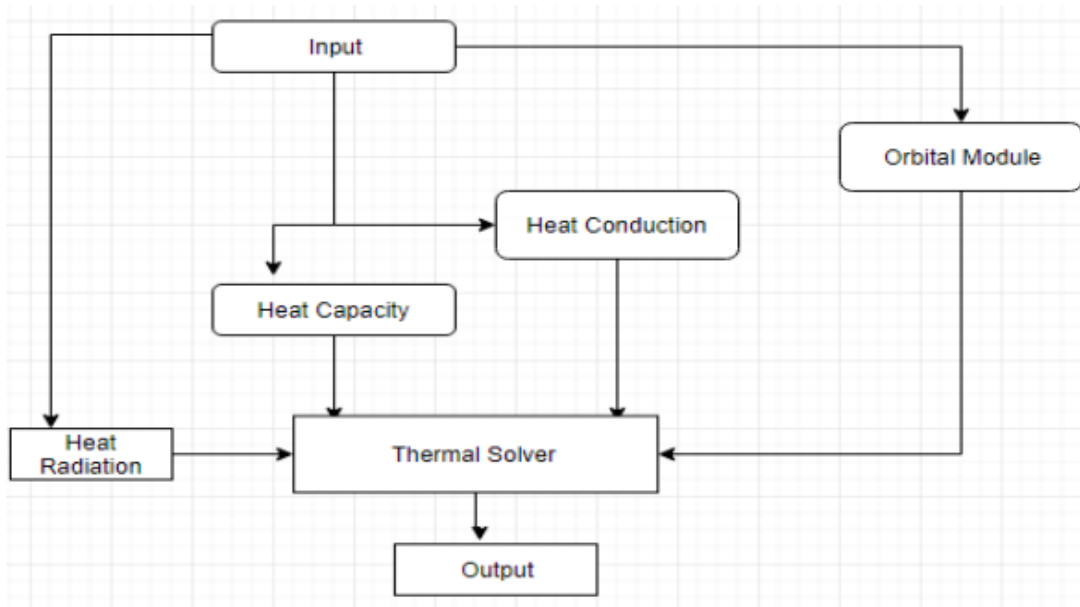 Input
Orbital Module
Heat Conduction
Heat Capacity
Heat
Radiation
Thermal Solver
Output